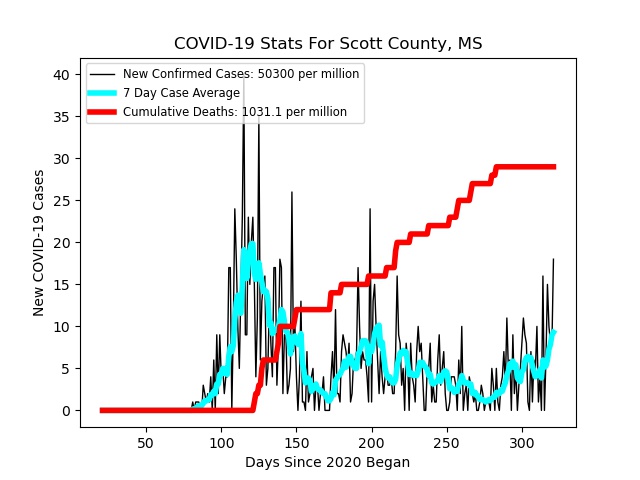 COVID-19 Stats For Scott County, MS
New Confirmed Cases: 50300 per million
7 Day Case Average
Cumulative Deaths: 1031.1 per million
New COVID-19 Cases
40
35
30
25
20
15
10
5
0
50
100
150
200
250
300
Days Since 2020 Began